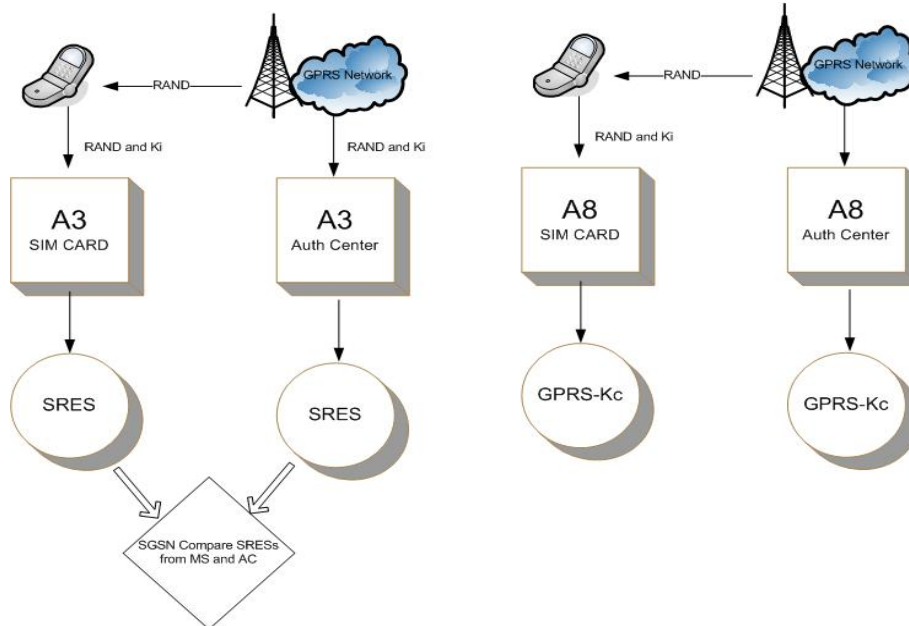 GPRS Network
RAND
RAND and Ki
RAND and Ki
A3
SIM CARD
A3
Auth Center
SRES
SRES
SGSN Compare SRESs
from MS and AC
GPRS Network
RAND
RAND and Ki
A8
SIM CARD
A8
Auth Center
GPRS-Kc
GPRS-Kc